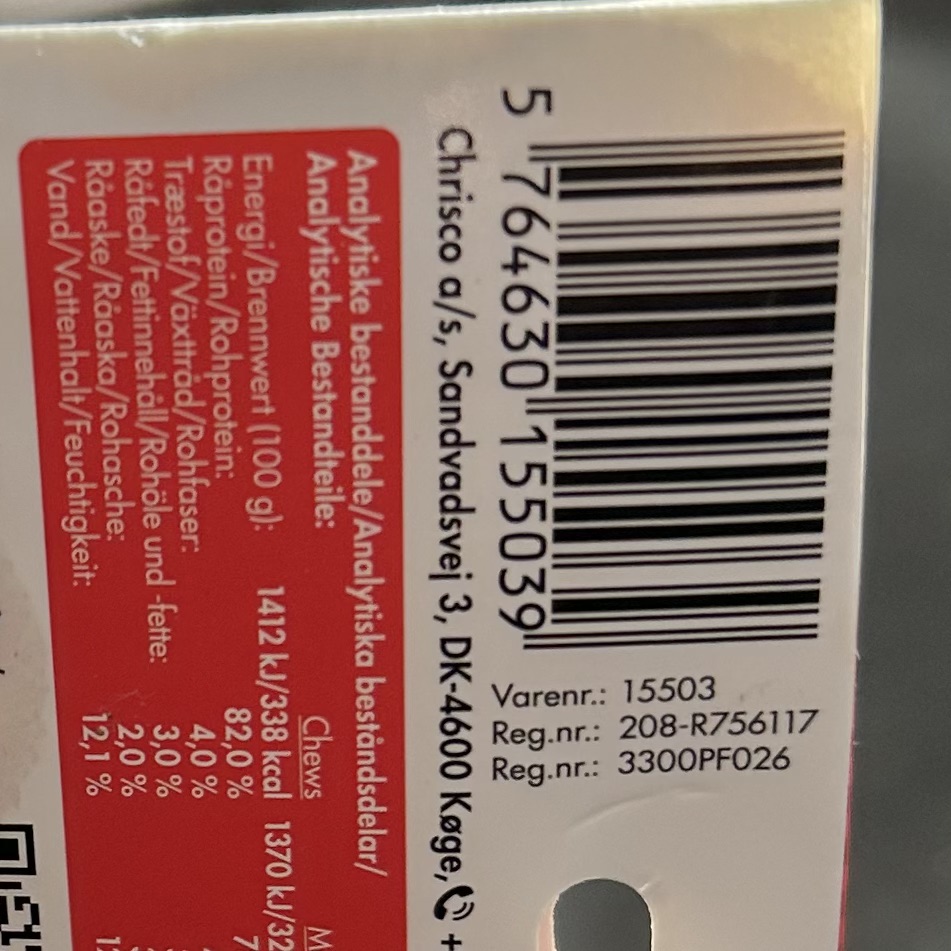 5 764630 155039
Varenr.: 15503
Reg.nr.: 208-R756117
Reg.nr.: 3300PF026
Chrisco a/s, Sandvadsvej 3, DK-4600 Køge, +
Analytiske bestanddele/Analytiska beståndsdelar/
Analytische Bestandteile:
Chews
Energi/Brennwert (100 g): 1412 kJ/338 kcal 1370 kJ/32
Råprotein/Rohprotein: 82,0 % 7
Træstof/Växttråd/Rohfaser: 4,0 %
Råfedt/Fettinnehåll/Rohöle und -fette: 3,0 %
Råaske/Råaska/Rohasche: 2,0 %
Vand/Vattenhalt/Feuchtigkeit: 12,1 % 1